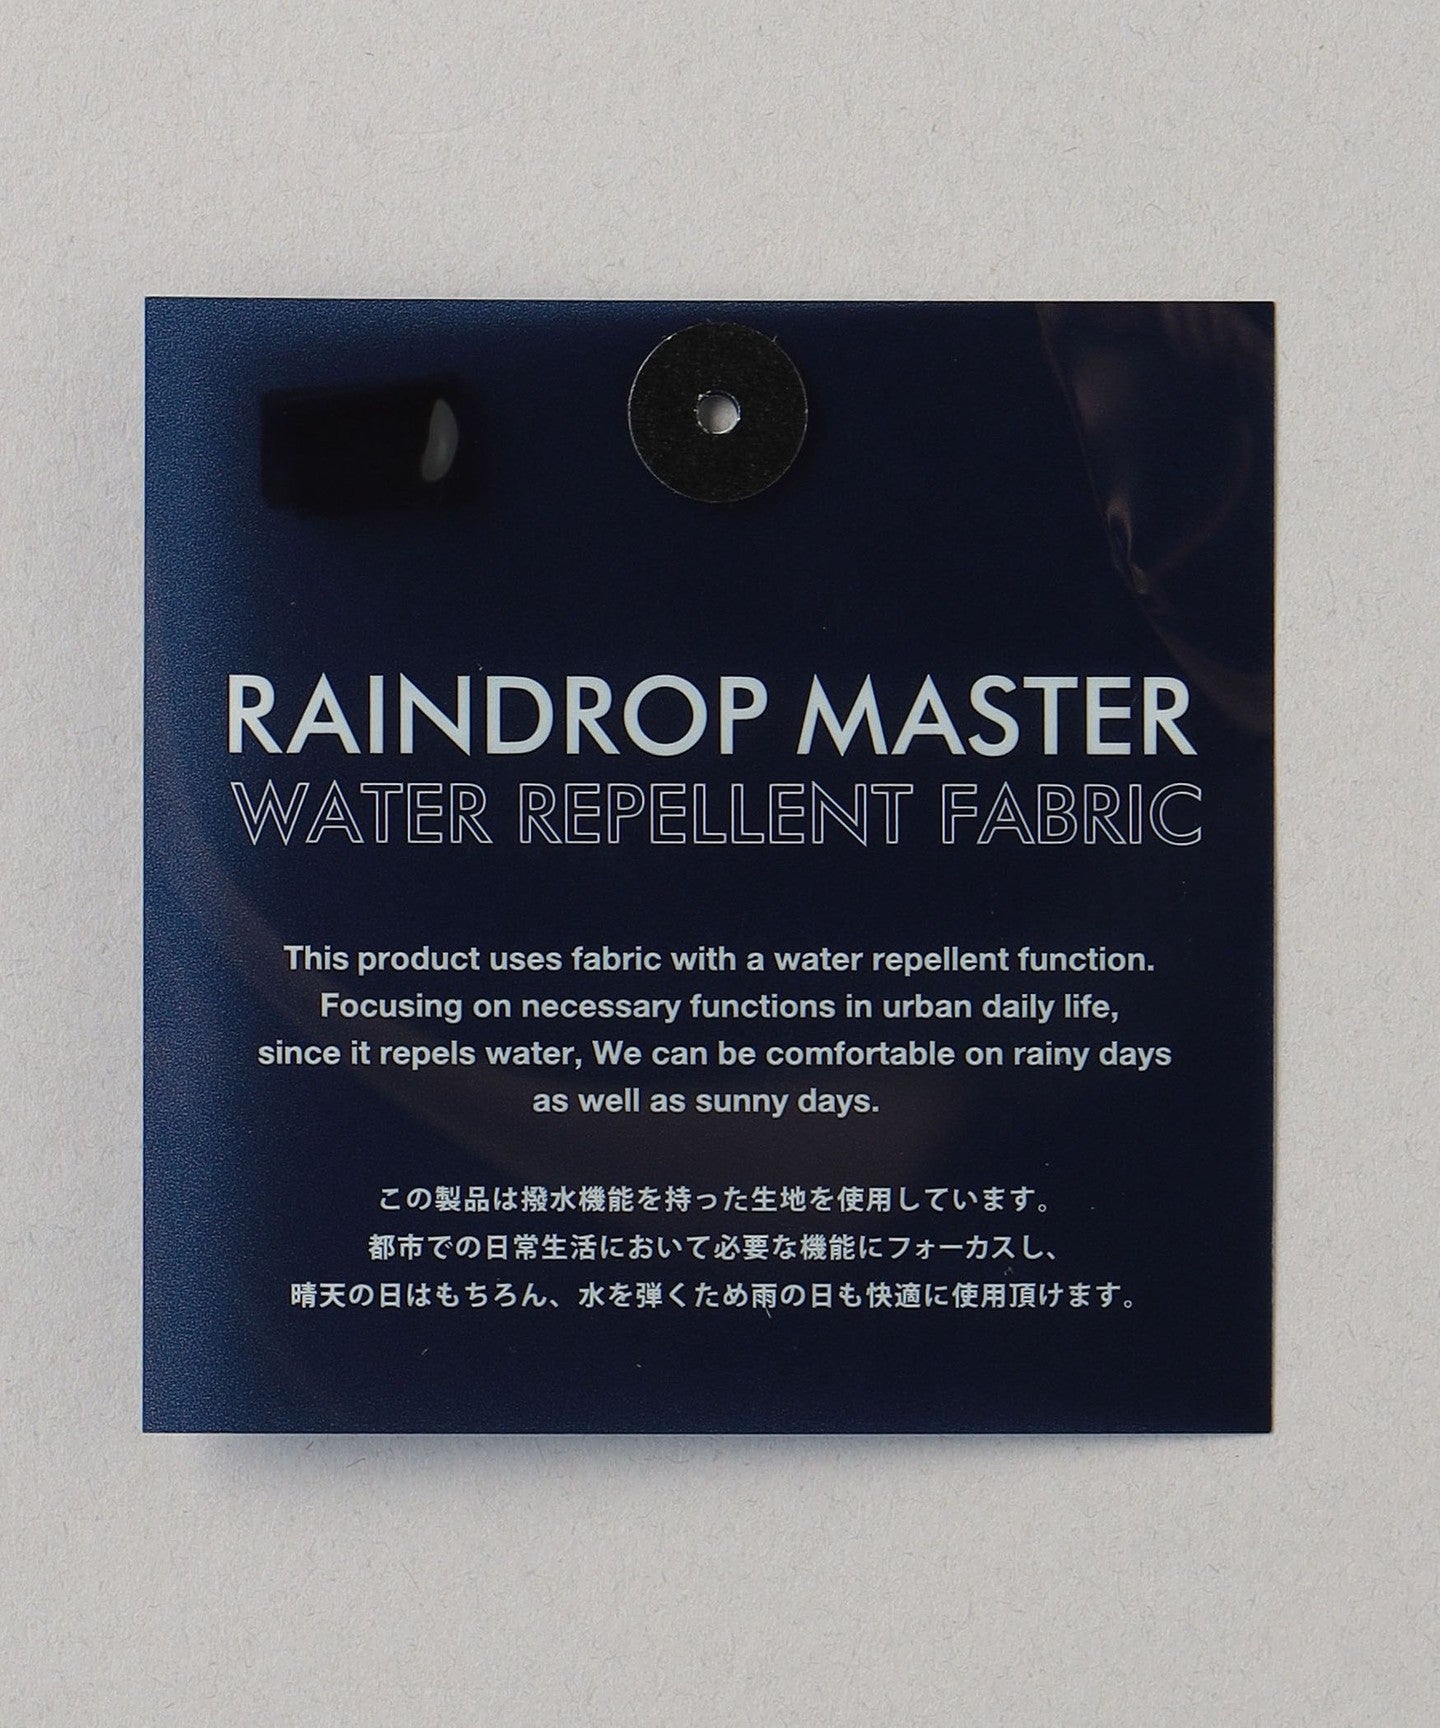 RAINDROP MASTER
WATER REPELLENT FABRIC
This product uses fabric with a water repellent function.
Focusing on necessary functions in urban daily life,
since it repels water, We can be comfortable on rainy days
as well as sunny days.
この製品は撥水機能を持った生地を使用しています。
都市での日常生活において必要な機能にフォーカスし、
晴天の日はもちろん、水を弾くため雨の日も快適に使用頂けます。